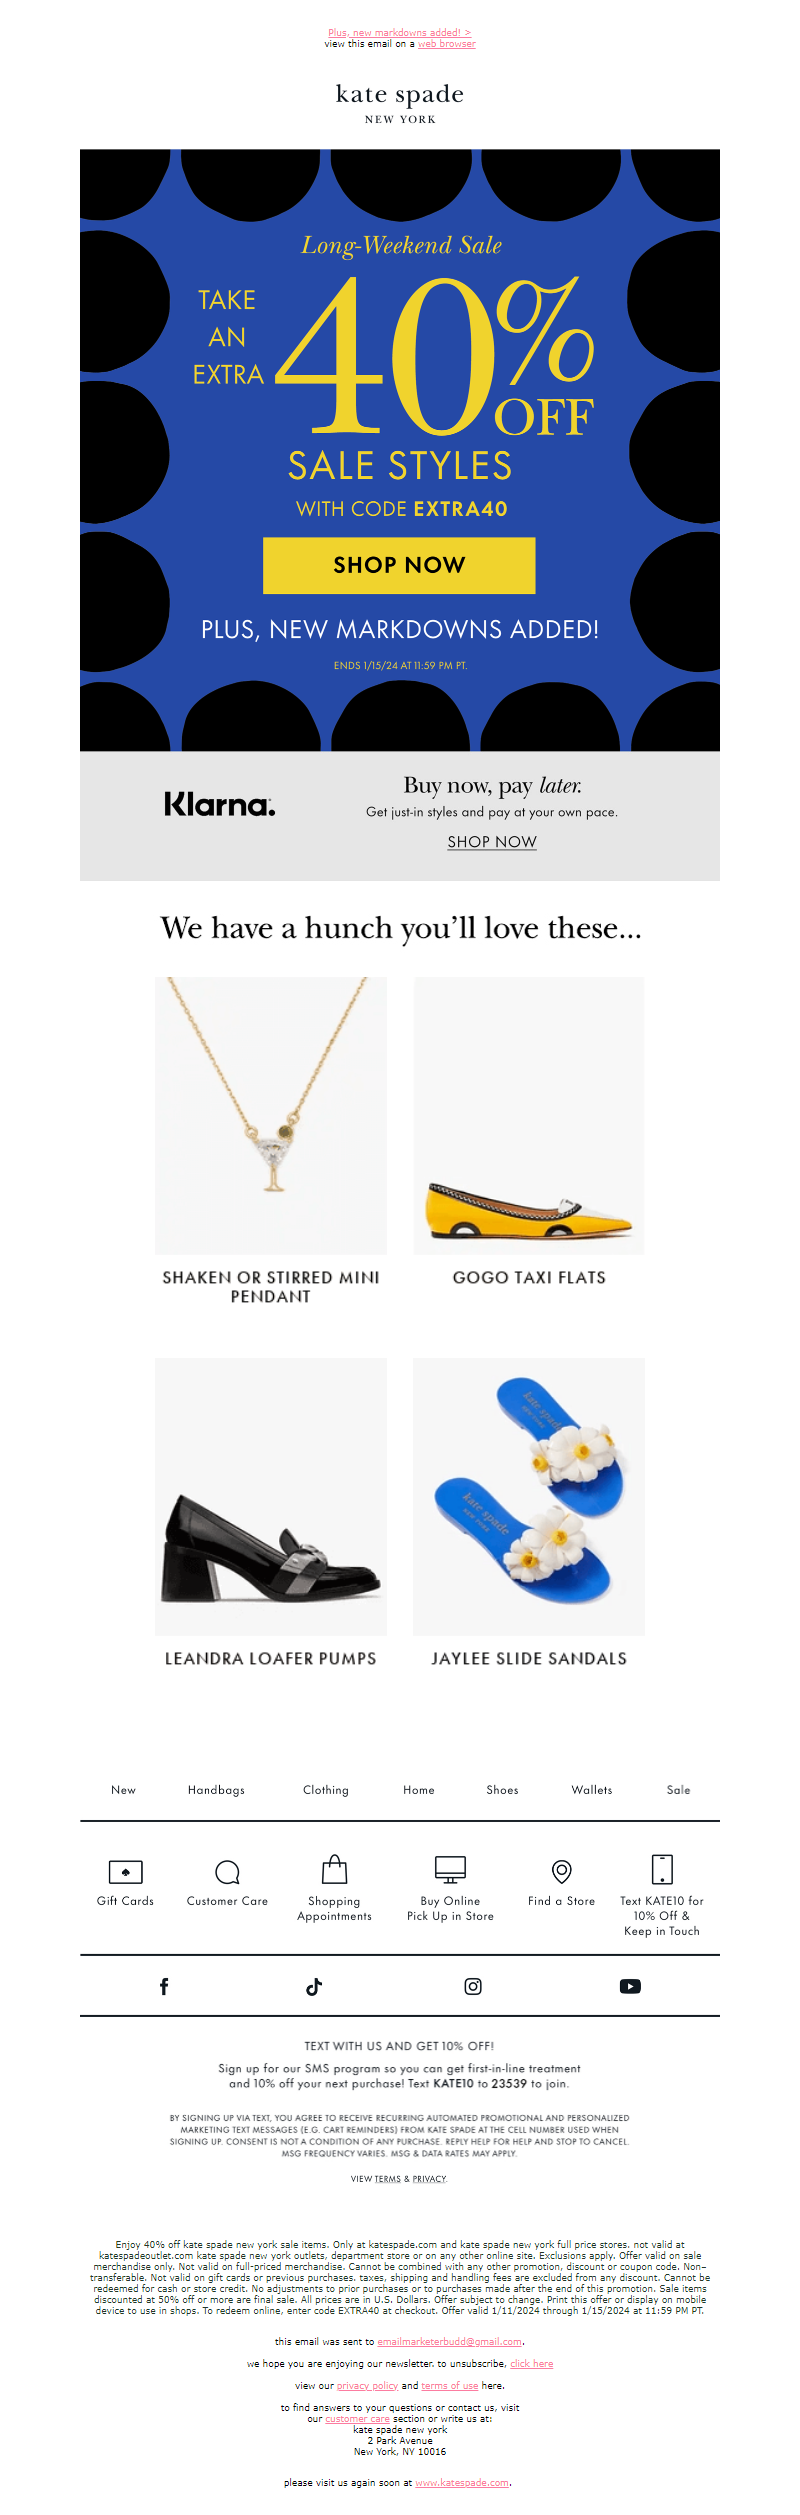 Plus, new markdowns added! >
view this email on a web browser
kate spade
NEW YORK
Long-Weekend Sale
TAKE
AN
EXTRA
40%
OFF
SALE STYLES
WITH CODE EXTRA40
SHOP NOW
PLUS, NEW MARKDOWNS ADDED!
ENDS 1/15/24 AT 11:59 PM PT.
Klarna.
Buy now, pay later.
Get just-in styles and pay at your own pace.
SHOP NOW
We have a hunch you'll love these...
SHAKEN OR STIRRED MINI
PENDANT
GOGO TAXI FLATS
kate spade
NEW YORK
kate spade
NEW YORK
LEANDRA LOAFER PUMPS
JAYLEE SLIDE SANDALS
New Handbags Clothing Home Shoes Wallets Sale
Gift Cards
Customer Care
Shopping
Appointments
Buy Online
Pick Up in Store
Find a Store
Text KATE10 for
10% Off &
Keep in Touch
TEXT WITH US AND GET 10% OFF!
Sign up for our SMS program so you can get first-in-line treatment
and 10% off your next purchase! Text KATE10 to 23539 to join.
BY SIGNING UP VIA TEXT, YOU AGREE TO RECEIVE RECURRING AUTOMATED PROMOTIONAL AND PERSONALIZED
MARKETING TEXT MESSAGES (E.G. CART REMINDERS) FROM KATE SPADE AT THE CELL NUMBER USED WHEN
SIGNING UP. CONSENT IS NOT A CONDITION OF ANY PURCHASE. REPLY HELP FOR HELP AND STOP TO CANCEL.
MSG FREQUENCY VARIES. MSG & DATA RATES MAY APPLY.
VIEW TERMS & PRIVACY.
Enjoy 40% off kate spade new york sale items. Only at katespade.com and kate spade new york full price stores. not valid at
katespadeoutlet.com kate spade new york outlets, department store or on any other online site. Exclusions apply. Offer valid on sale
merchandise only. Not valid on full-priced merchandise. Cannot be combined with any other promotion, discount or coupon code. Non-
transferable. Not valid on gift cards or previous purchases. taxes, shipping and handling fees are excluded from any discount. Cannot be
redeemed for cash or store credit. No adjustments to prior purchases or to purchases made after the end of this promotion. Sale items
discounted at 50% off or more are final sale. All prices are in U.S. Dollars. Offer subject to change. Print this offer or display on mobile
device to use in shops. To redeem online, enter code EXTRA40 at checkout. Offer valid 1/11/2024 through 1/15/2024 at 11:59 PM PT.
this email was sent to emailmarketerbudd@gmail.com.
we hope you are enjoying our newsletter. to unsubscribe, click here
view our privacy policy and terms of use here.
to find answers to your questions or contact us, visit
our customer care section or write us at:
kate spade new york
2 Park Avenue
New York, NY 10016
please visit us again soon at www.katespade.com.